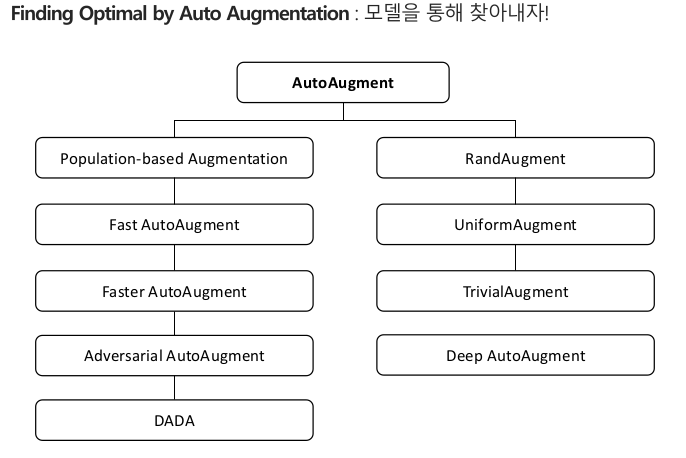 Finding Optimal by Auto Augmentation : 모델을 통해 찾아내자!
AutoAugment
Population-based Augmentation
Fast AutoAugment
Faster AutoAugment
Adversarial AutoAugment
DADA
RandAugment
UniformAugment
TrivialAugment
Deep AutoAugment